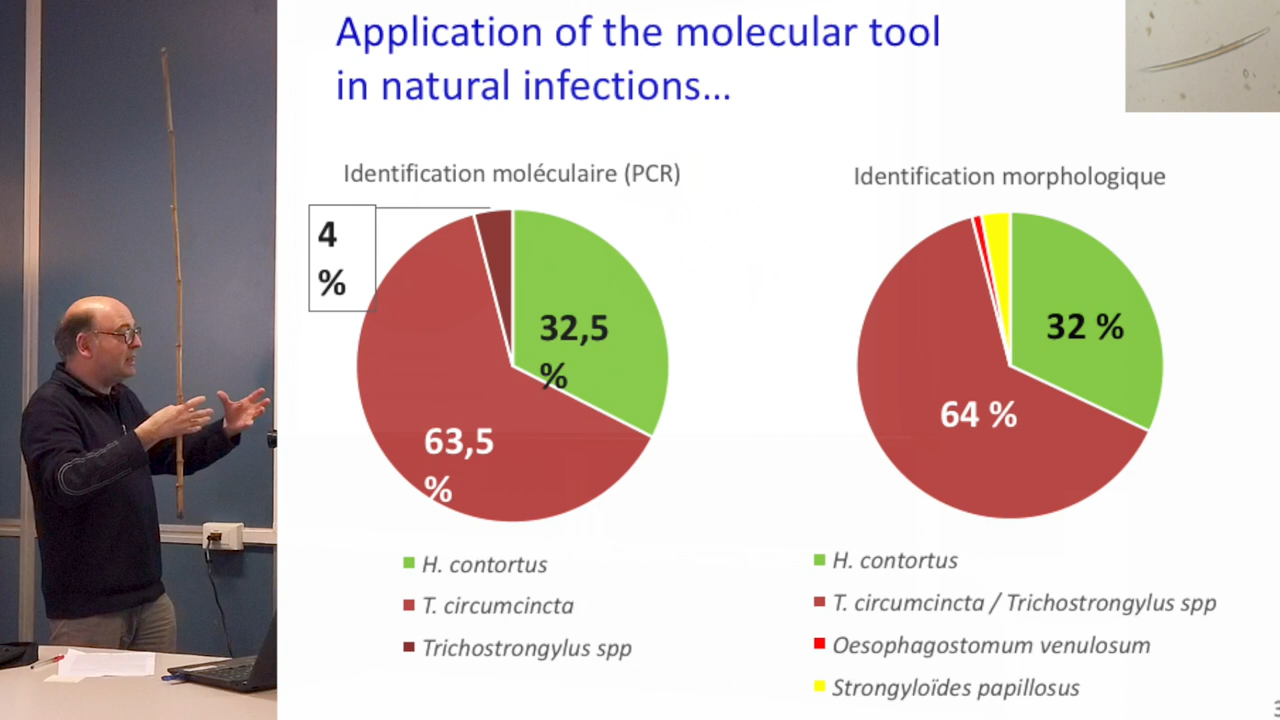 Application of the molecular tool
in natural infections...
Identification moléculaire (PCR)
4
%
32,5
%
63,5
%
H. contortus
T. circumcincta
Trichostrongylus spp
Identification morphologique
32 %
64 %
H. contortus
T. circumcincta / Trichostrongylus spp
Oesophagostomum venulosum
Strongyloïdes papillosus